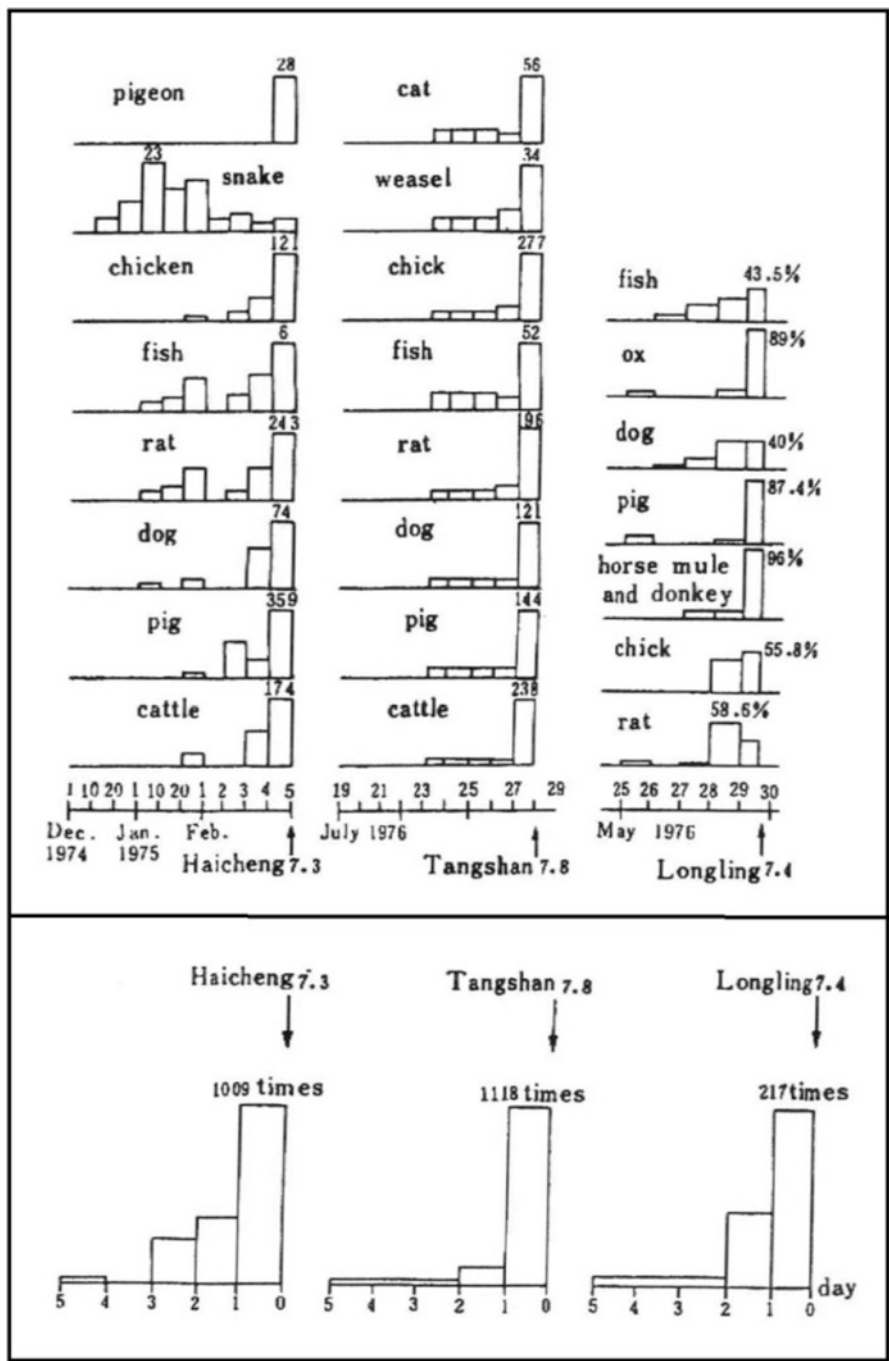 28
pigeon
23
snake
121
chicken
6
fish
243
rat
74
dog
359
pig
174
cattle
1 10 20 1 10 20 1 2 3 4 5
Dec. Jan. Feb.
1974 1975
Haicheng 7.3
56
cat
34
weasel
277
chick
52
fish
196
rat
121
dog
144
pig
238
cattle
19 21 23 25 27 29
July 1976
Tangshan 7.8
fish 43.5%
ox 89%
dog 40%
pig 87.4%
horse mule 96%
and donkey
chick 55.8%
58.6%
rat
25 26 27 28 29 30
May 1976
Longling 7.4
Haicheng 7.3
1009 times
5 4 3 2 1 0
Tangshan 7.8
1118 times
5 4 3 2 1 0
Longling 7.4
217 times
5 4 3 2 1 0 day